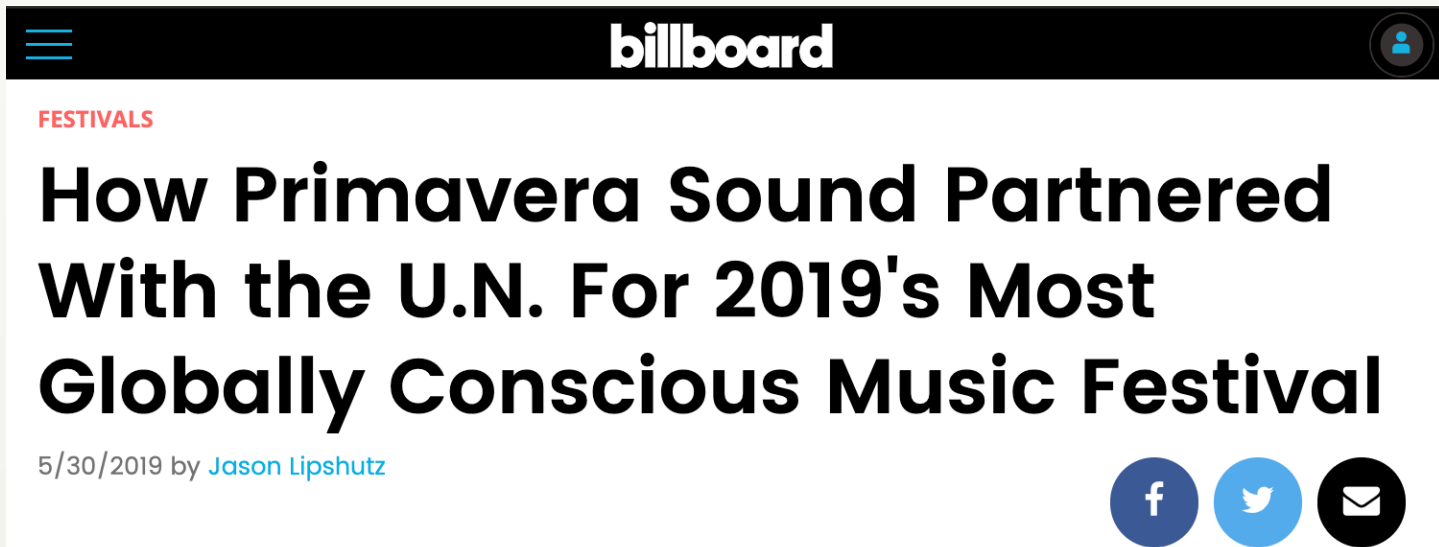 billboard
FESTIVALS
How Primavera Sound Partnered
With the U.N. For 2019's Most
Globally Conscious Music Festival
5/30/2019 by Jason Lipshutz